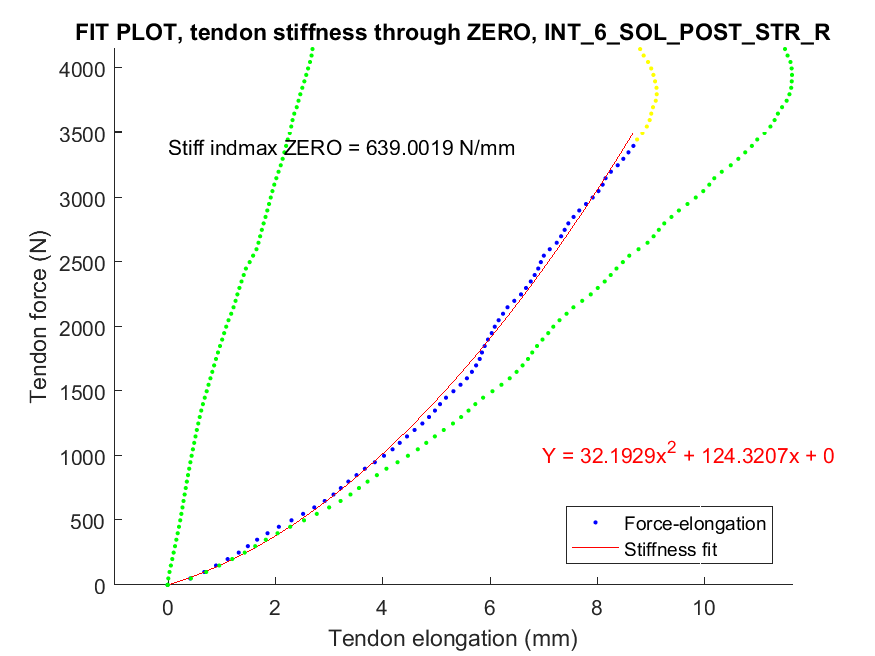 FIT PLOT, tendon stiffness through ZERO, INT_6_SOL_POST_STR_R
4000
3500
Stiff indmax ZERO = 639.0019 N/mm
3000
2500
2000
1500
1000
500
0
Tendon force (N)
Y = 32.1929x² + 124.3207x + 0
Force-elongation
Stiffness fit
0 2 4 6 8 10
Tendon elongation (mm)